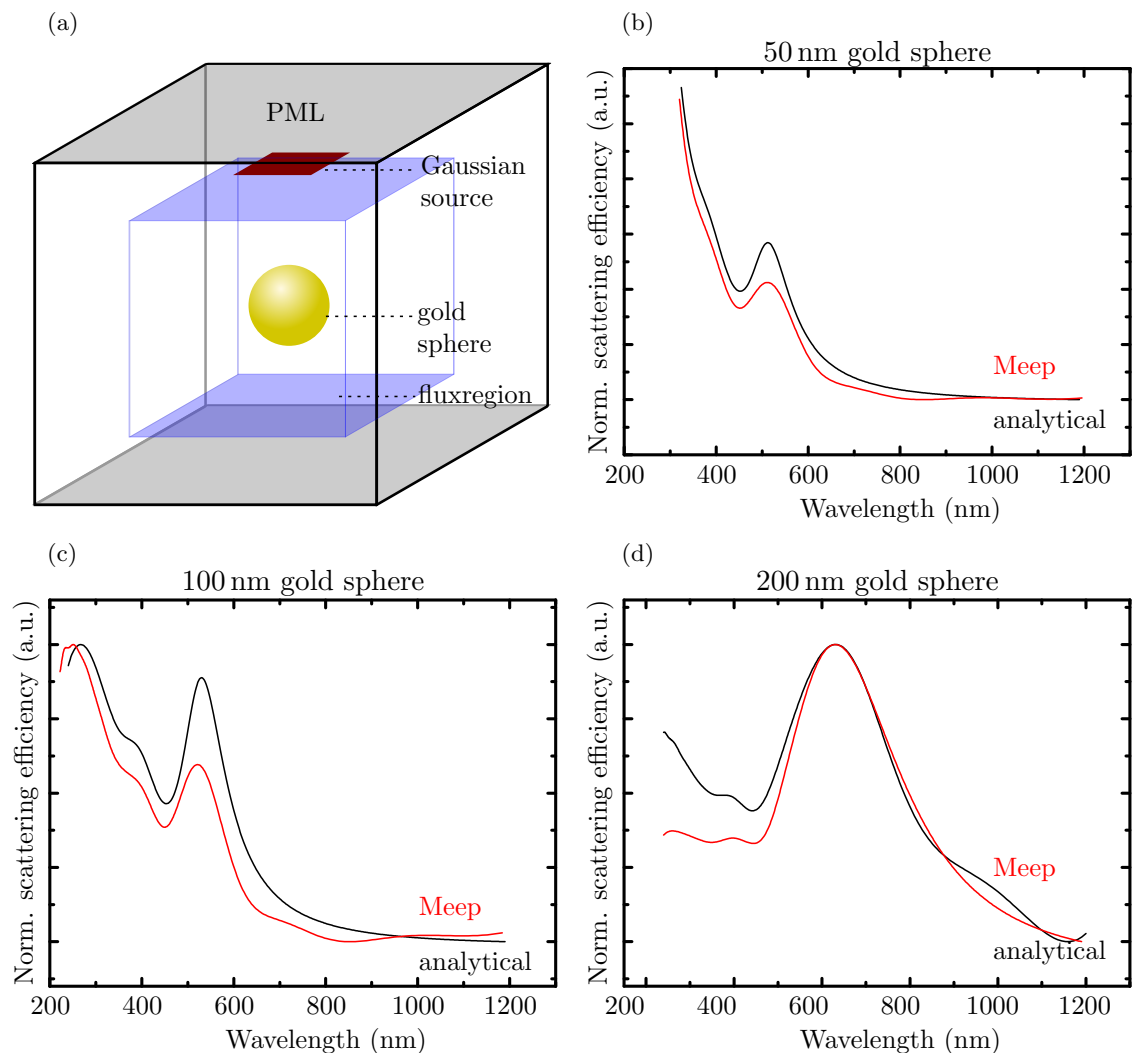 (a)
PML
Gaussian
source
gold
sphere
fluxregion
(b)
50 nm gold sphere
Norm. scattering efficiency (a.u.)
Meep
analytical
200 400 600 800 1000 1200
Wavelength (nm)
(c)
100 nm gold sphere
Norm. scattering efficiency (a.u.)
Meep
analytical
200 400 600 800 1000 1200
Wavelength (nm)
(d)
200 nm gold sphere
Norm. scattering efficiency (a.u.)
Meep
analytical
200 400 600 800 1000 1200
Wavelength (nm)